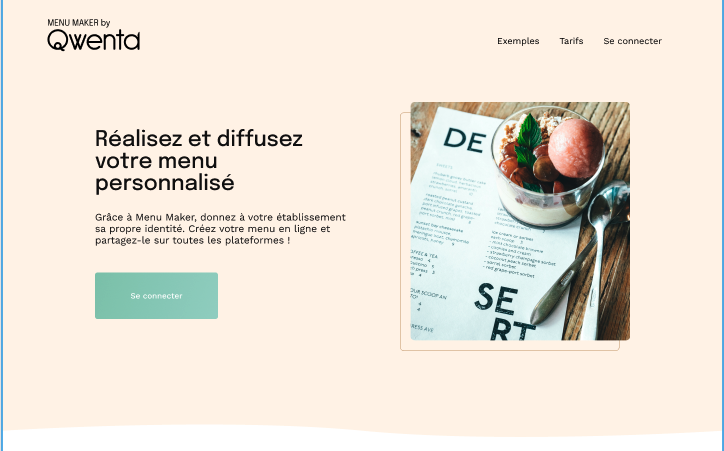 MENU MAKER by
Qwenta
Exemples Tarifs Se connecter
Réalisez et diffusez
votre menu
personnalisé
Grâce à Menu Maker, donnez à votre établissement
sa propre identité. Créez votre menu en ligne et
partagez-le sur toutes les plateformes !
Se connecter
DE
SE
RT